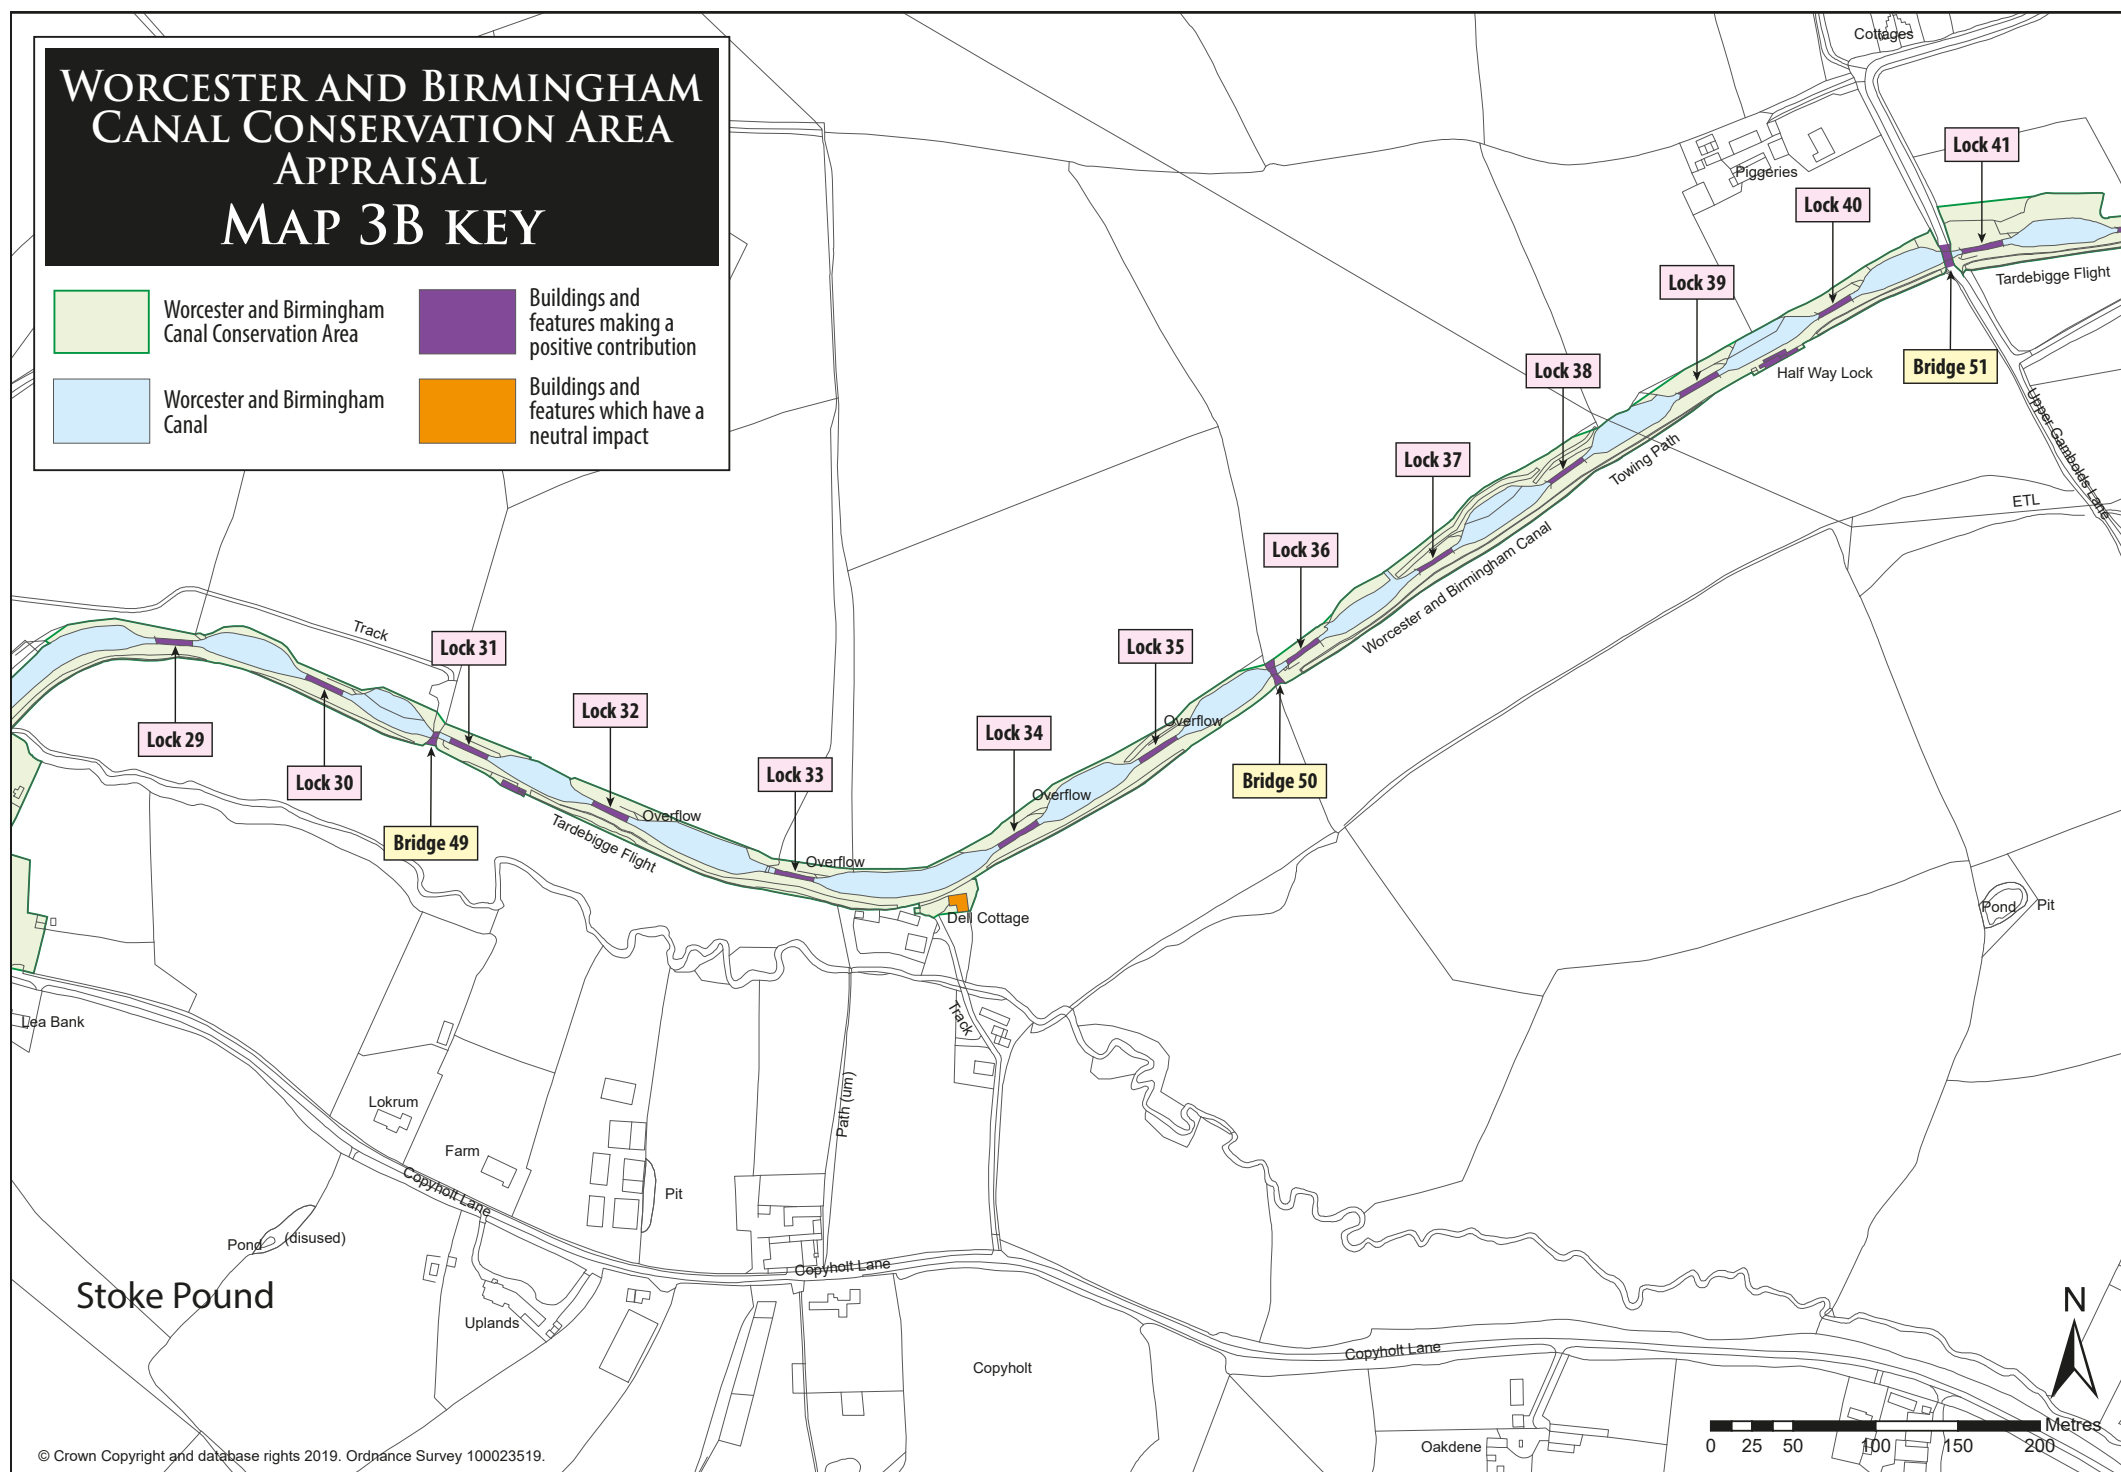 WORCESTER AND BIRMINGHAM
CANAL CONSERVATION AREA
APPRAISAL
MAP 3B KEY
Worcester and Birmingham
Canal Conservation Area
Buildings and
features making a
positive contribution
Worcester and Birmingham
Canal
Buildings and
features which have a
neutral impact
Cottages
Piggeries
Lock 41
Lock 40
Lock 39
Lock 38
Lock 37
Lock 36
Lock 35
Lock 34
Lock 33
Lock 32
Lock 31
Lock 30
Lock 29
Bridge 51
Bridge 50
Bridge 49
Tardebigge Flight
Half Way Lock
Upper Gambolds Lane
ETL
Towing Path
Worcester and Birmingham Canal
Track
Overflow
Overflow
Overflow
Overflow
Tardebigge Flight
Dell Cottage
Pond
Pit
Track
Lea Bank
Path (um)
Lokrum
Farm
Pit
Copyholt Lane
Pond
(disused)
Copyholt Lane
Stoke Pound
Uplands
Copyholt
Copyholt Lane
Oakdene
N
Metres
0 25 50 100 150 200
© Crown Copyright and database rights 2019. Ordnance Survey 100023519.